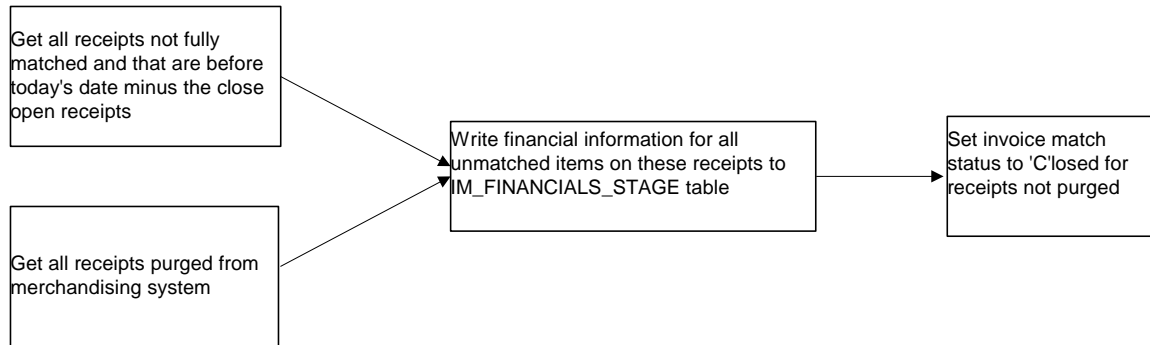 Get all receipts not fully
matched and that are before
today's date minus the close
open receipts
Get all receipts purged from
merchandising system
Write financial information for all
unmatched items on these receipts to
IM_FINANCIALS_STAGE table
Set invoice match
status to 'C'losed for
receipts not purged